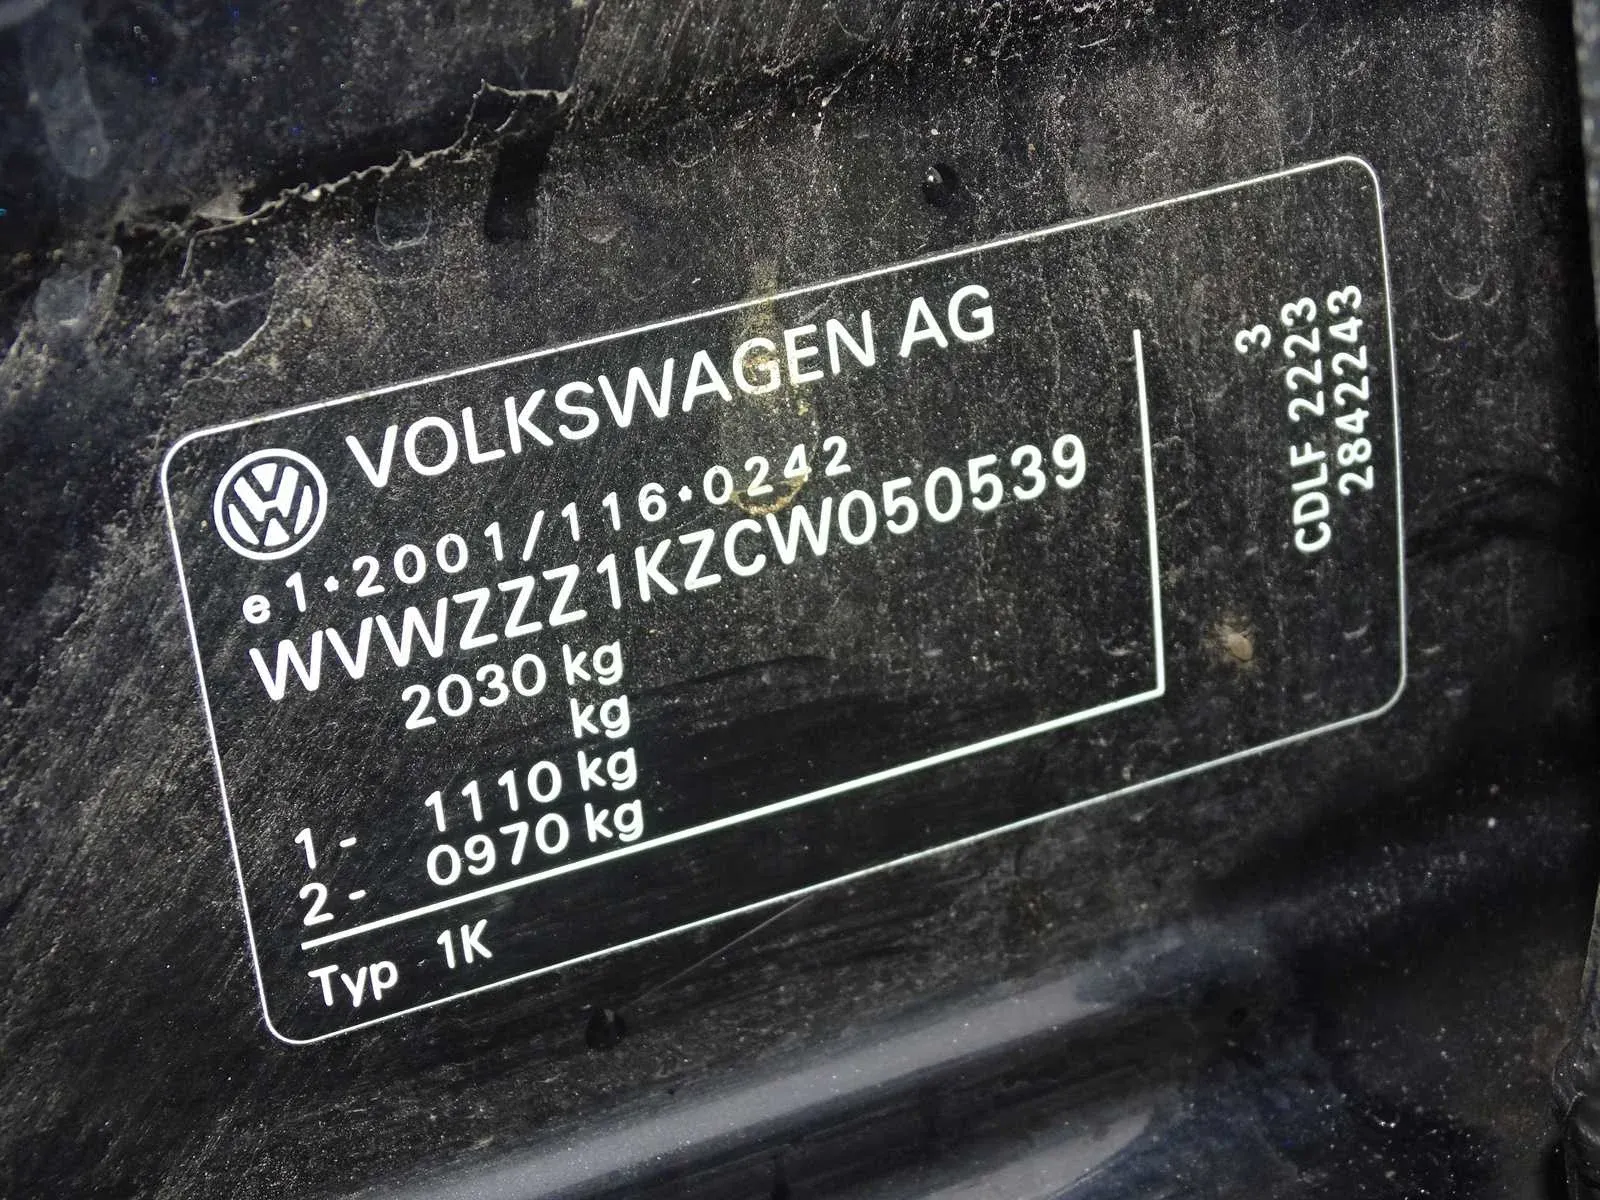 VOLKSWAGEN AG
e1*2001/116*0242
WVWZZZ1KZCW050539
2030 kg
kg
1- 1110 kg
2- 0970 kg
Typ 1K
3
CDLF 2223
2842243